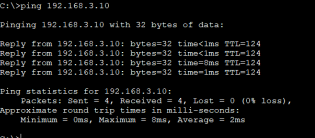 C:\>ping 192.168.3.10
Pinging 192.168.3.10 with 32 bytes of data:
Reply from 192.168.3.10: bytes=32 time<1ms TTL=124
Reply from 192.168.3.10: bytes=32 time<1ms TTL=124
Reply from 192.168.3.10: bytes=32 time=8ms TTL=124
Reply from 192.168.3.10: bytes=32 time=1ms TTL=124
Ping statistics for 192.168.3.10:
Packets: Sent = 4, Received = 4, Lost = 0 (0% loss),
Approximate round trip times in milli-seconds:
Minimum = 0ms, Maximum = 8ms, Average = 2ms
C:\>